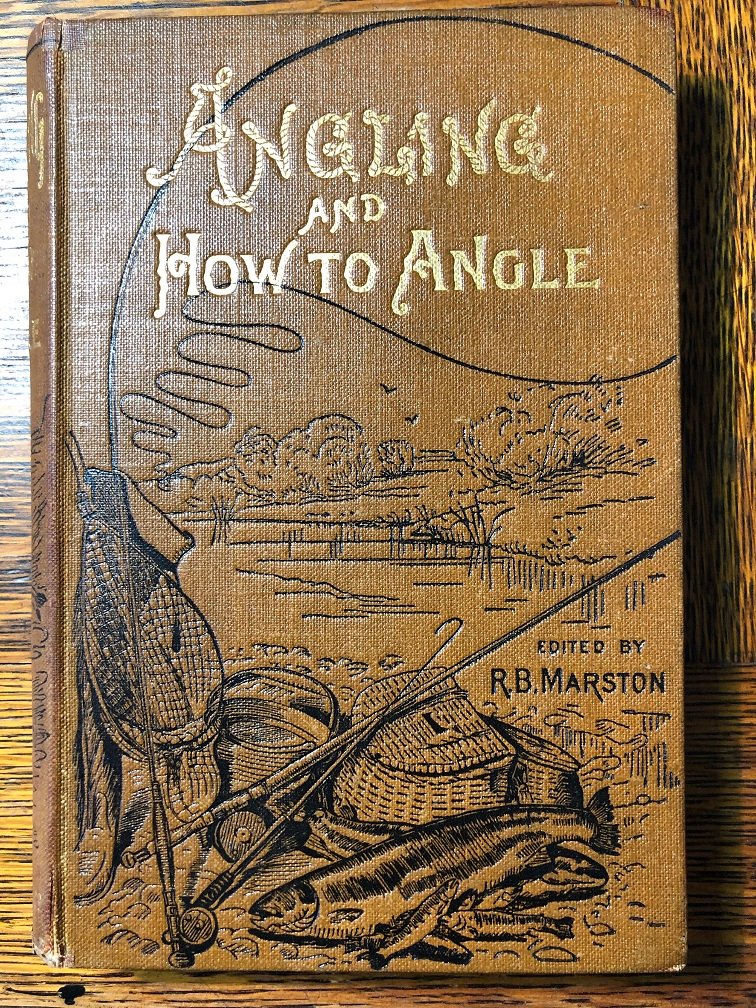 ANGLING
AND
HOW TO ANGLE
EDITED BY
R.B. MARSTON
G